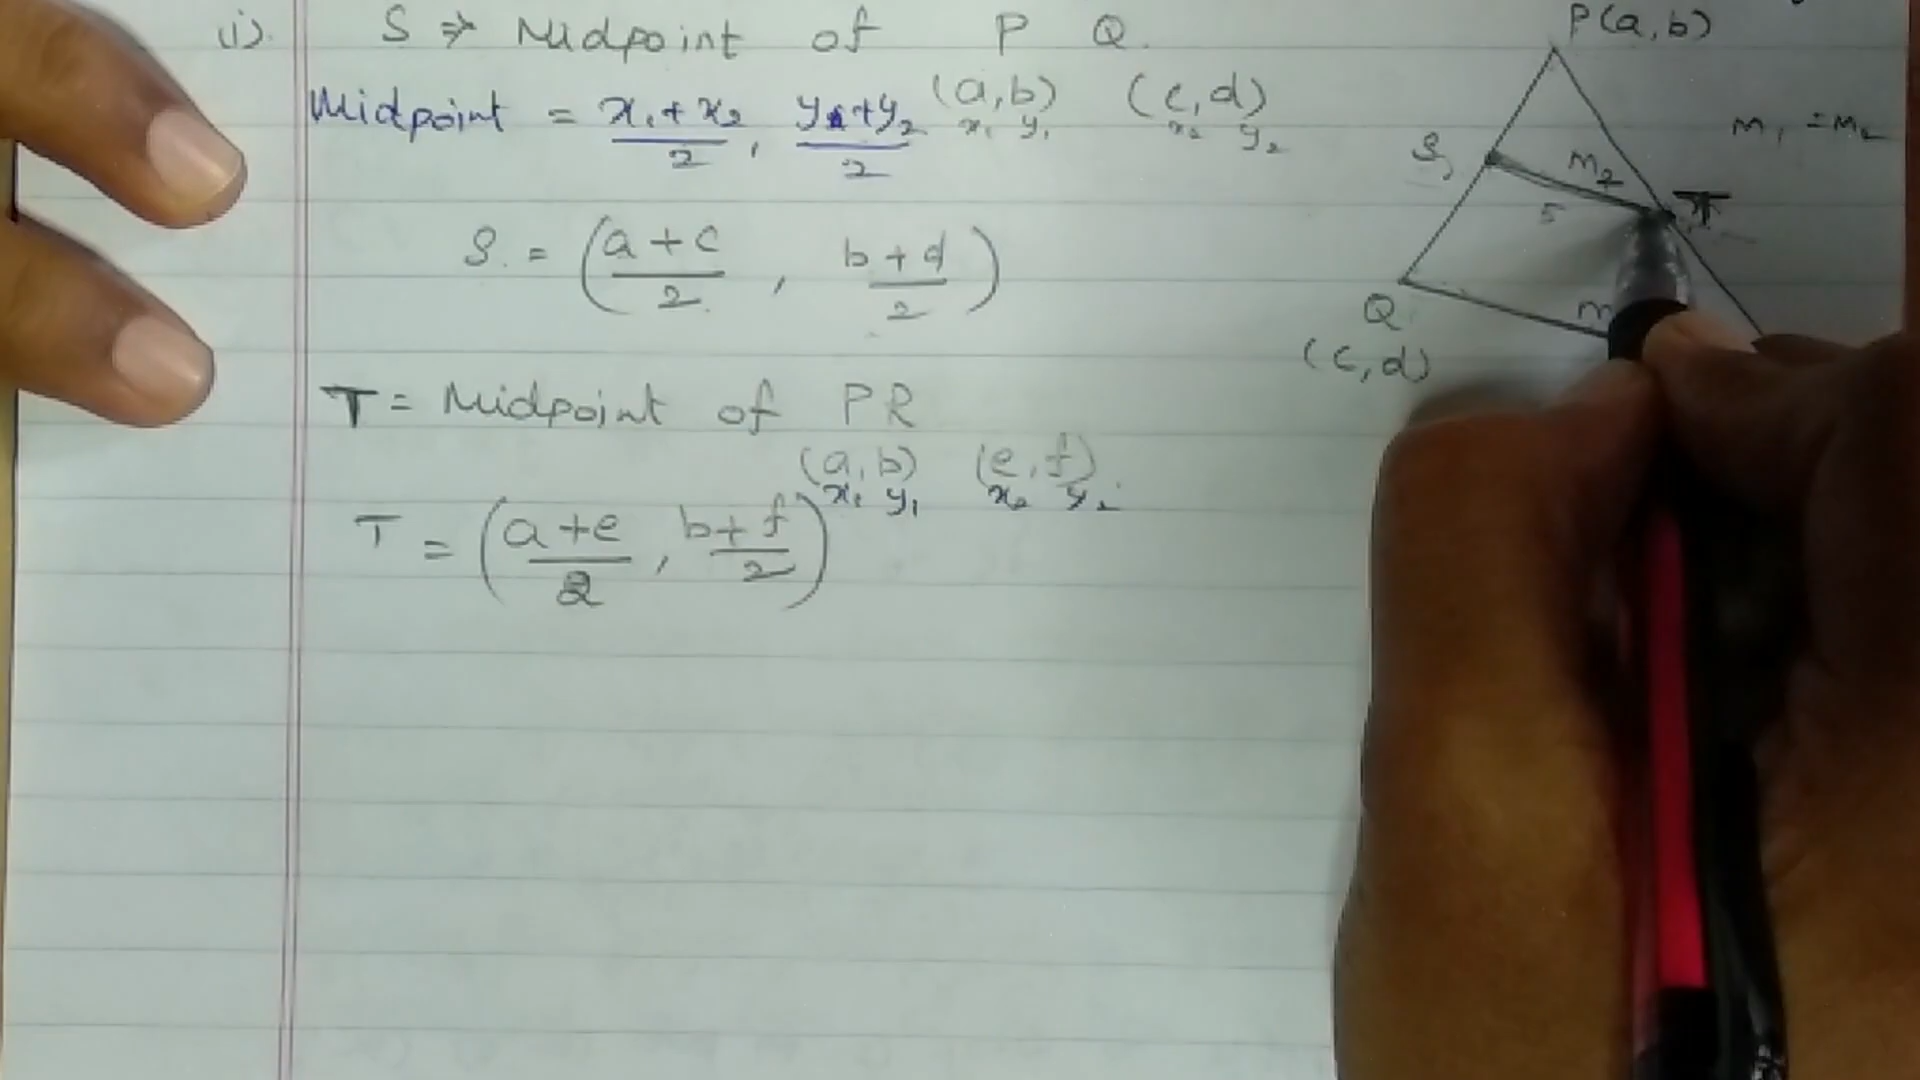 (i). S ⇒ Midpoint of P Q.
Midpoint = x₁+x₂/2, y₁+y₂/2 (a,b) (c,d)
x₁ y₁ x₂ y₂
S = (a+c/2, b+d/2)
T = Midpoint of PR
(a,b) (e,f)
x₁ y₁ x₂ y₂
T = (a+e/2, b+f/2)
P(a,b)
m₁ = m₂
S
m₂
T
Q
m
(c,d)